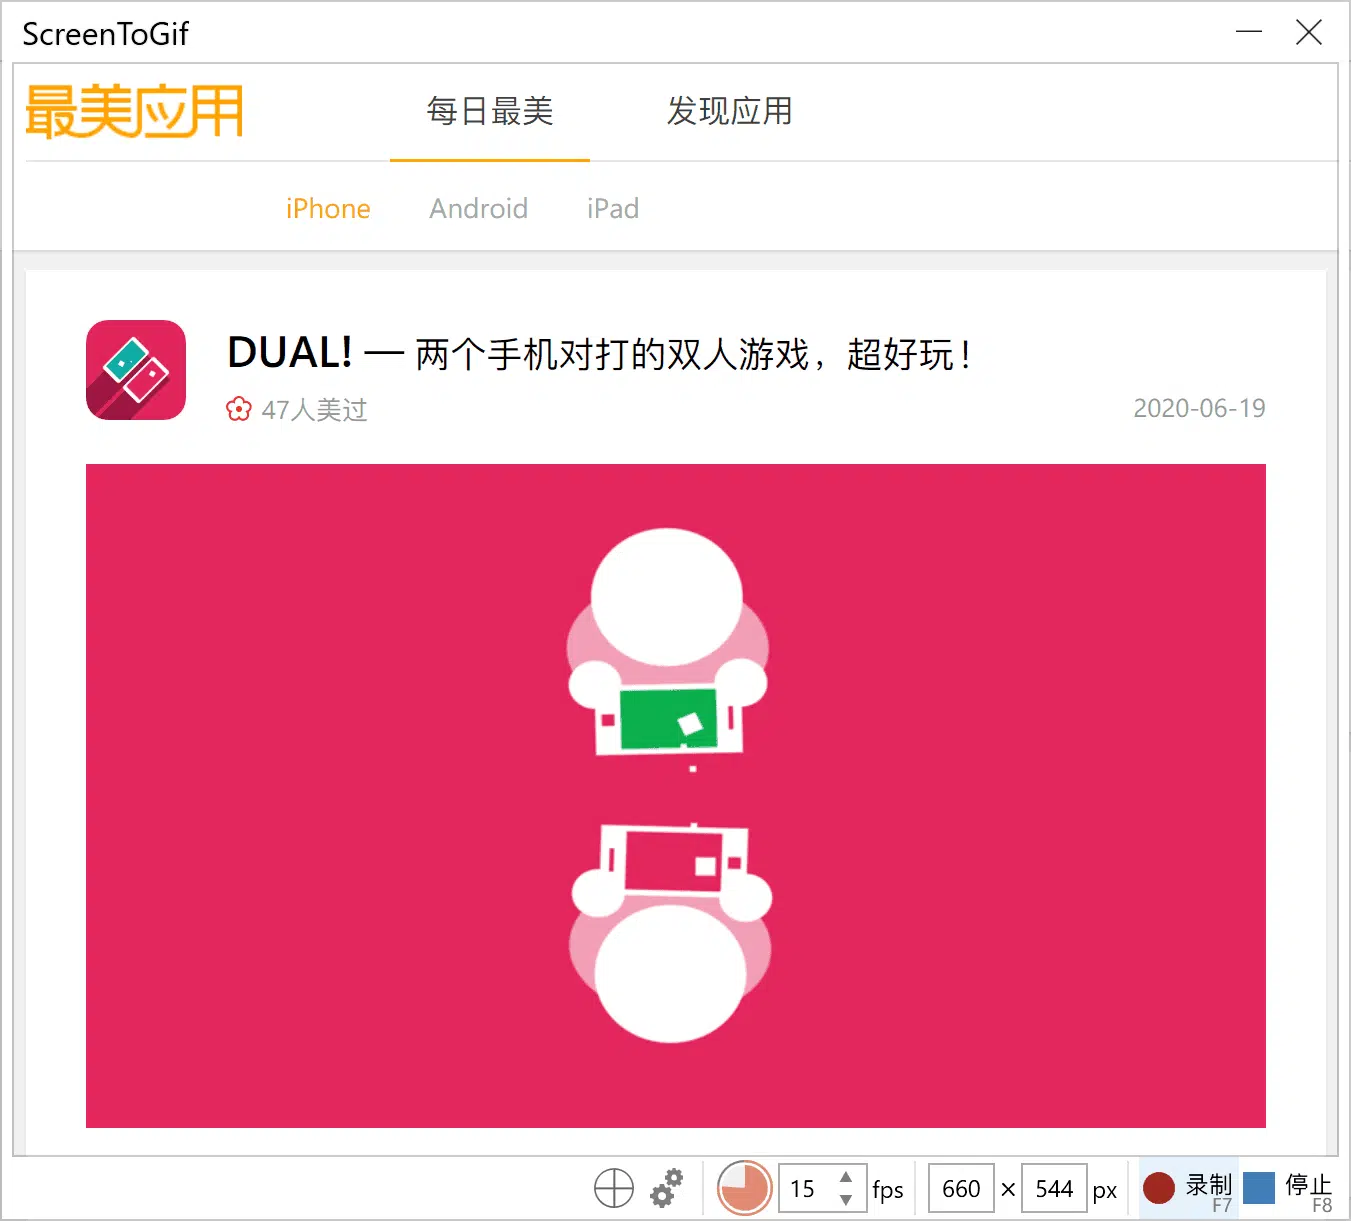 ScreenToGif
最美应用
每日最美 发现应用
iPhone Android iPad
DUAL! — 两个手机对打的双人游戏，超好玩！
47人美过 2020-06-19
15 fps 660 × 544 px 录制 F7 停止 F8